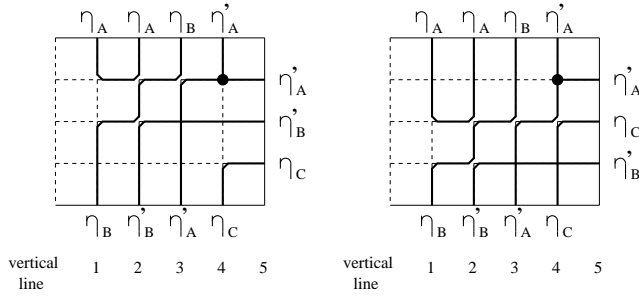 η_A η_A η_B η'_A η_A η_A η_B η'_A
η'_A η'_A
η'_B η_C
η_C η'_B
η_B η'_B η'_A η_C η_B η'_B η'_A η_C
vertical line 1 2 3 4 5 vertical line 1 2 3 4 5